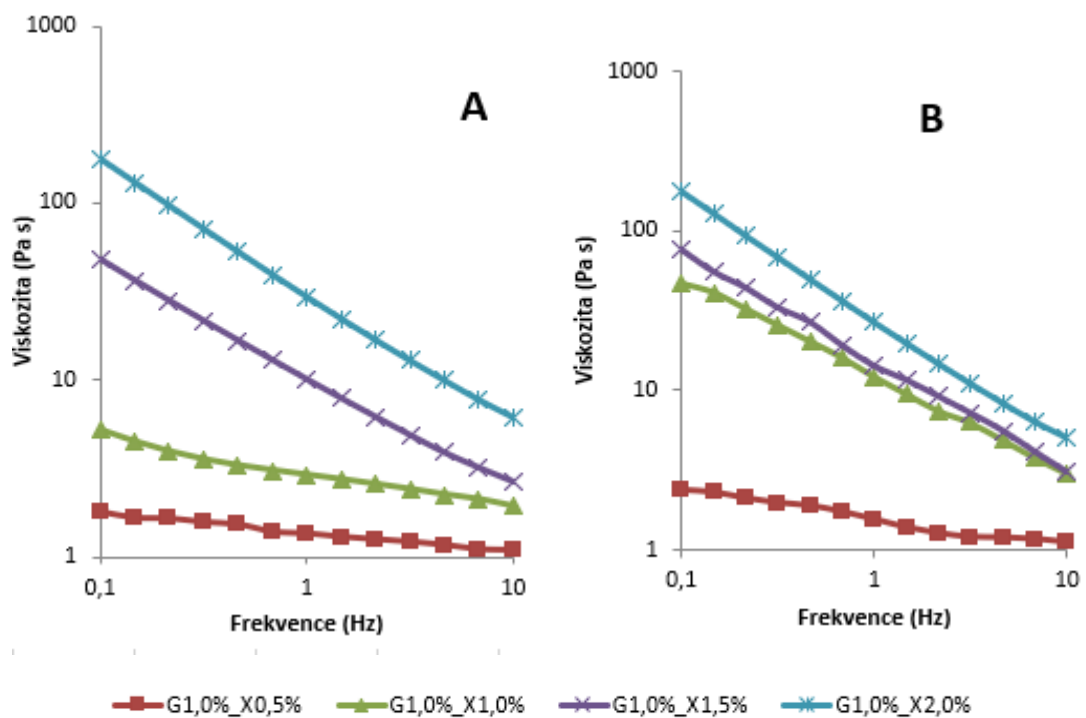 A
Viskozita (Pa s)
1000
100
10
1
0,1 1 10
Frekvence (Hz)
B
Viskozita (Pa s)
1000
100
10
1
0,1 1 10
Frekvence (Hz)
G1,0%_X0,5% G1,0%_X1,0% G1,0%_X1,5% G1,0%_X2,0%